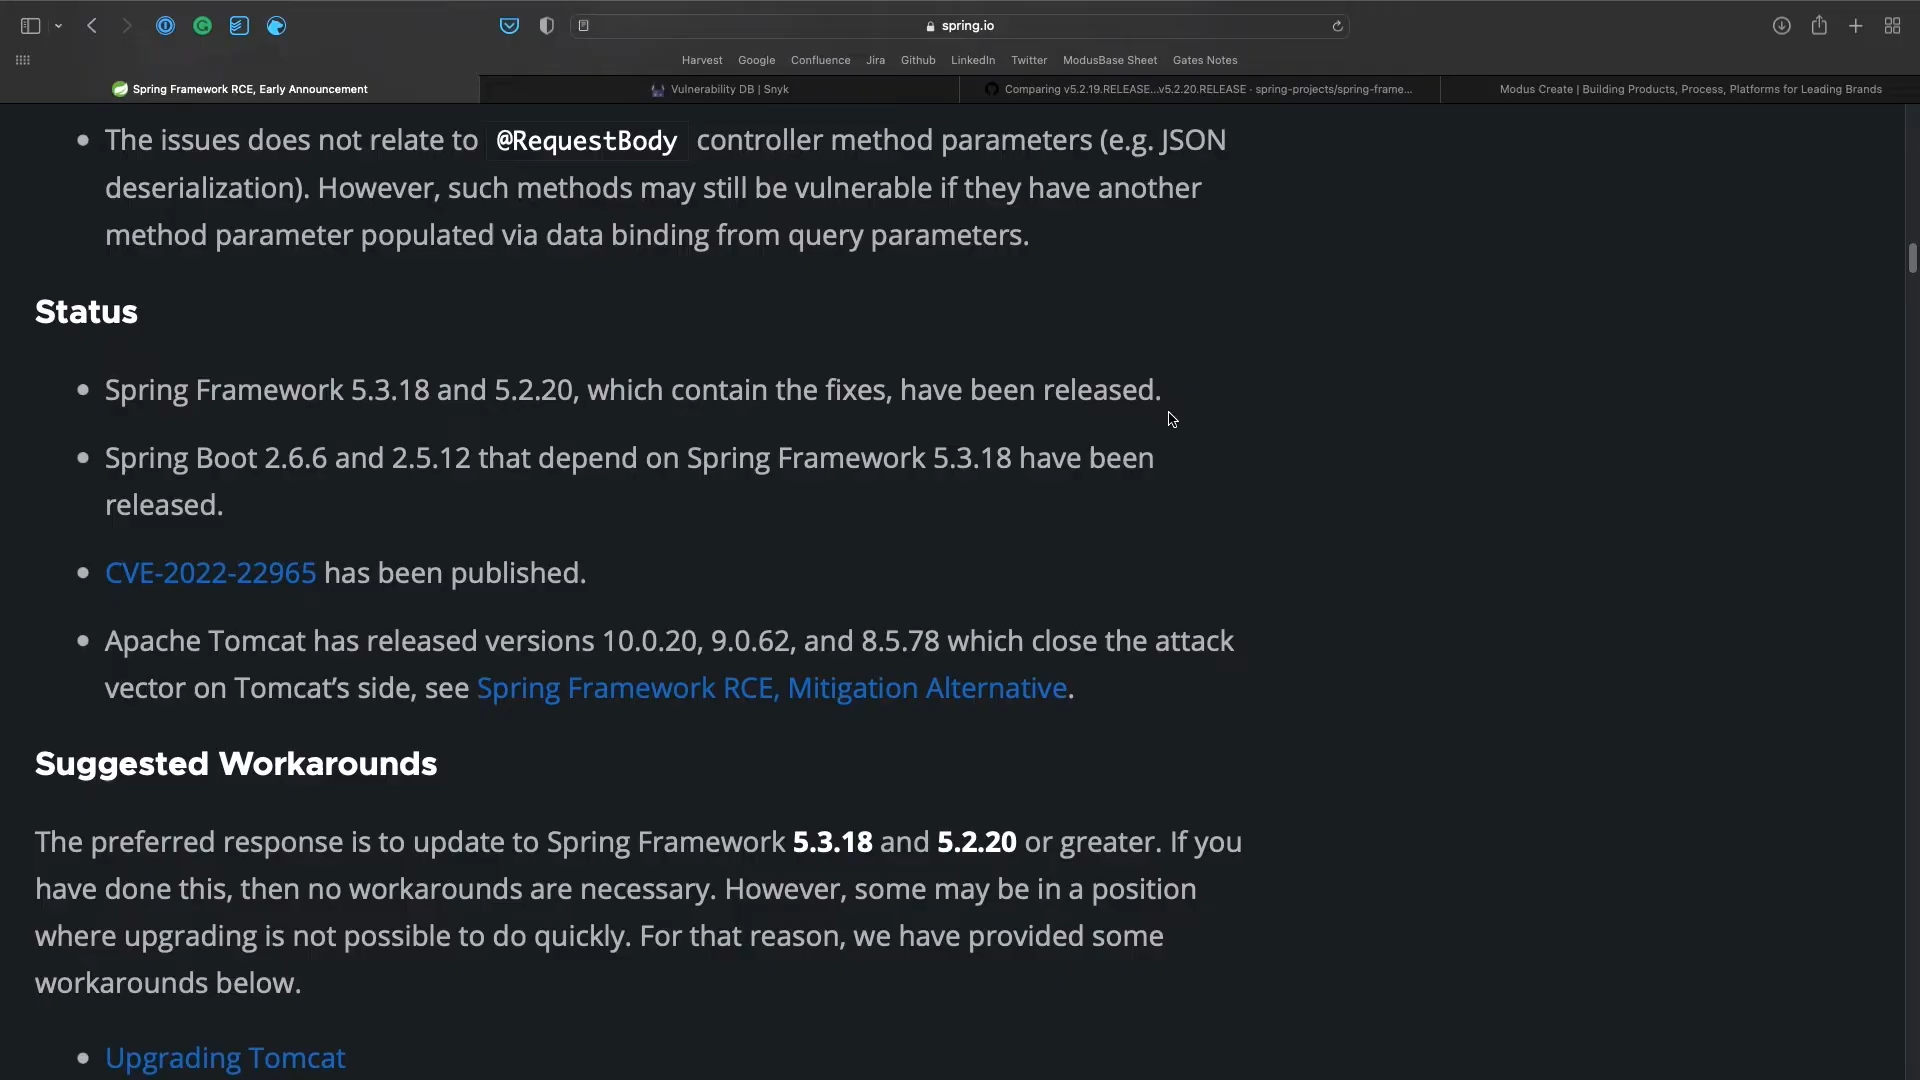 spring.io
Harvest Google Confluence Jira Github LinkedIn Twitter ModusBase Sheet Gates Notes
Spring Framework RCE, Early Announcement
Vulnerability DB | Snyk
Comparing v5.2.19.RELEASE...v5.2.20.RELEASE · spring-projects/spring-frame...
Modus Create | Building Products, Process, Platforms for Leading Brands
The issues does not relate to @RequestBody controller method parameters (e.g. JSON
deserialization). However, such methods may still be vulnerable if they have another
method parameter populated via data binding from query parameters.
Status
Spring Framework 5.3.18 and 5.2.20, which contain the fixes, have been released.
Spring Boot 2.6.6 and 2.5.12 that depend on Spring Framework 5.3.18 have been
released.
CVE-2022-22965 has been published.
Apache Tomcat has released versions 10.0.20, 9.0.62, and 8.5.78 which close the attack
vector on Tomcat’s side, see Spring Framework RCE, Mitigation Alternative.
Suggested Workarounds
The preferred response is to update to Spring Framework 5.3.18 and 5.2.20 or greater. If you
have done this, then no workarounds are necessary. However, some may be in a position
where upgrading is not possible to do quickly. For that reason, we have provided some
workarounds below.
Upgrading Tomcat